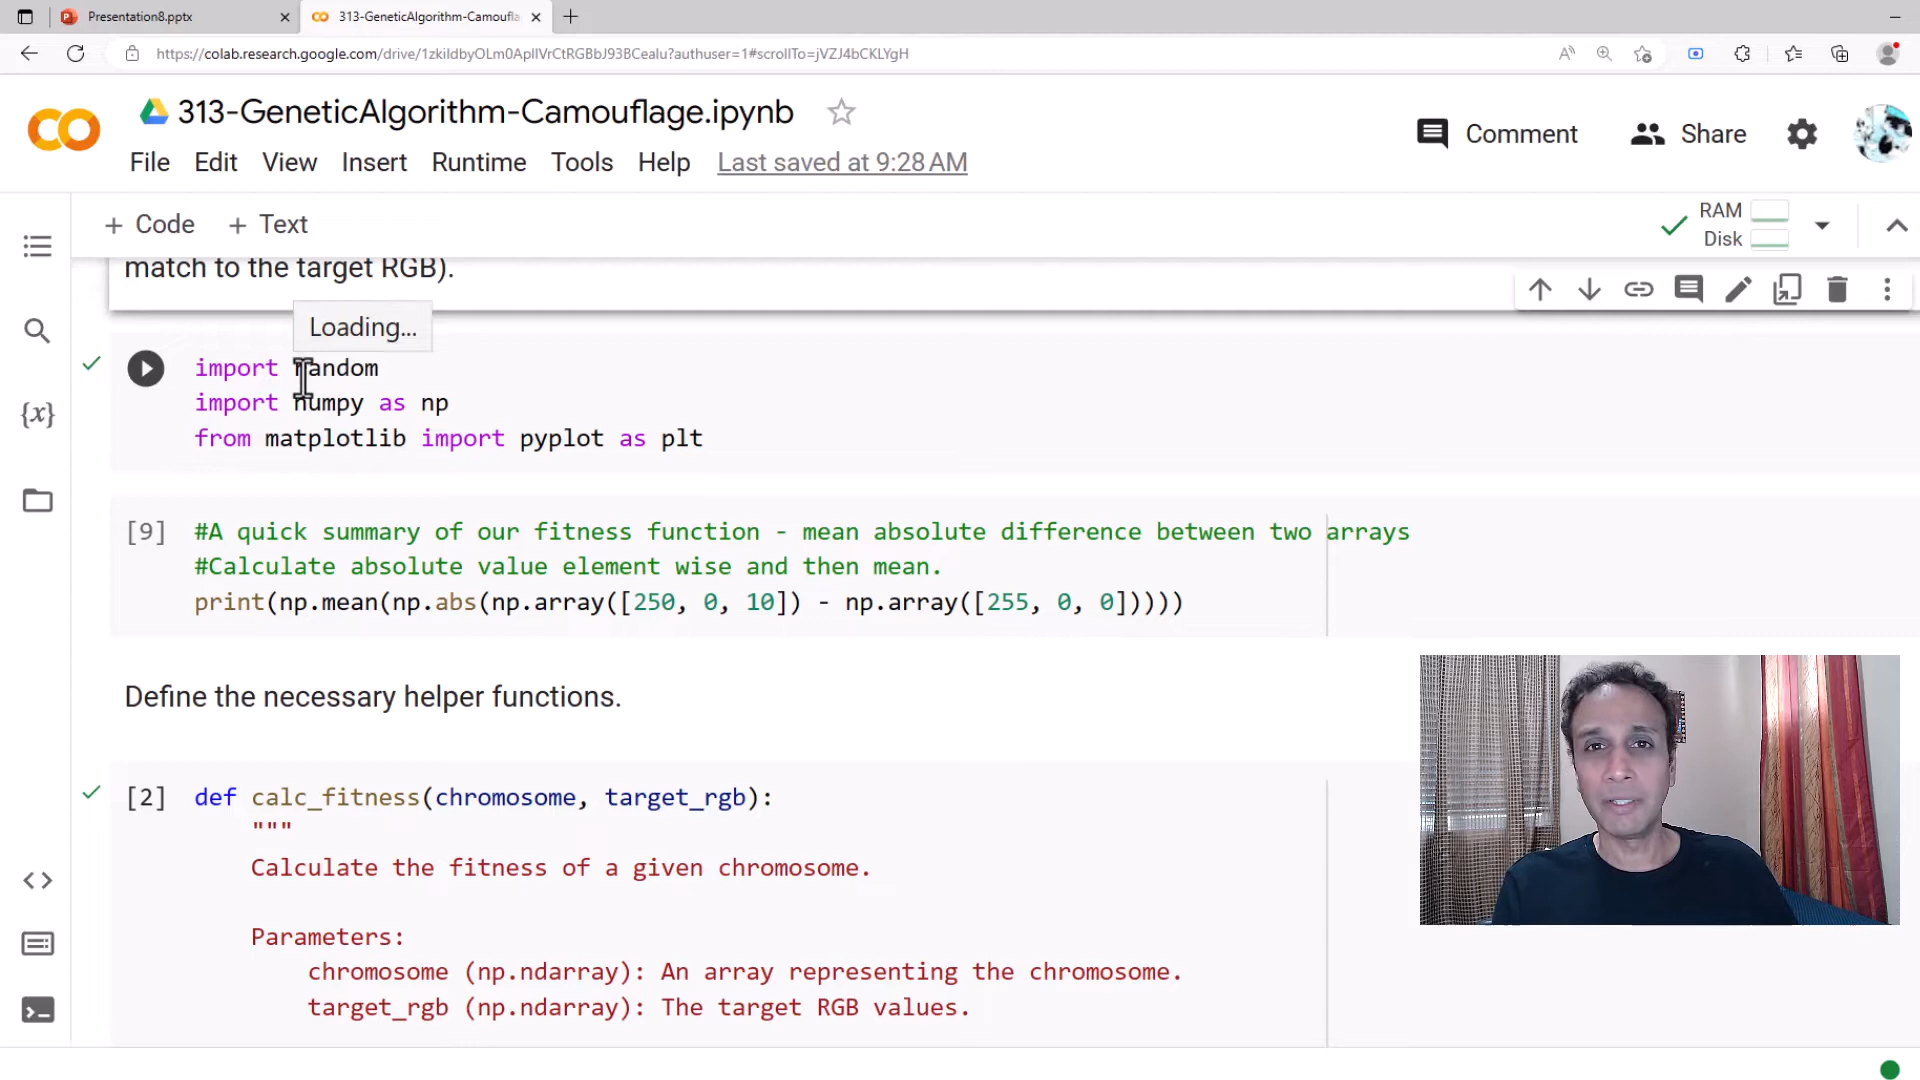 Presentation8.pptx
313-GeneticAlgorithm-Camoufla
https://colab.research.google.com/drive/1zkiIdbyOLm0ApIlVrCtRGBbJ93BCealu?authuser=1#scrollTo=jVZJ4bCKLYgH
313-GeneticAlgorithm-Camouflage.ipynb
Comment
Share
File Edit View Insert Runtime Tools Help Last saved at 9:28 AM
+ Code + Text
RAM
Disk
match to the target RGB).
Loading...
import random
import numpy as np
from matplotlib import pyplot as plt
[9] #A quick summary of our fitness function - mean absolute difference between two arrays
#Calculate absolute value element wise and then mean.
print(np.mean(np.abs(np.array([250, 0, 10]) - np.array([255, 0, 0]))))
Define the necessary helper functions.
[2] def calc_fitness(chromosome, target_rgb):
"""
Calculate the fitness of a given chromosome.
Parameters:
chromosome (np.ndarray): An array representing the chromosome.
target_rgb (np.ndarray): The target RGB values.